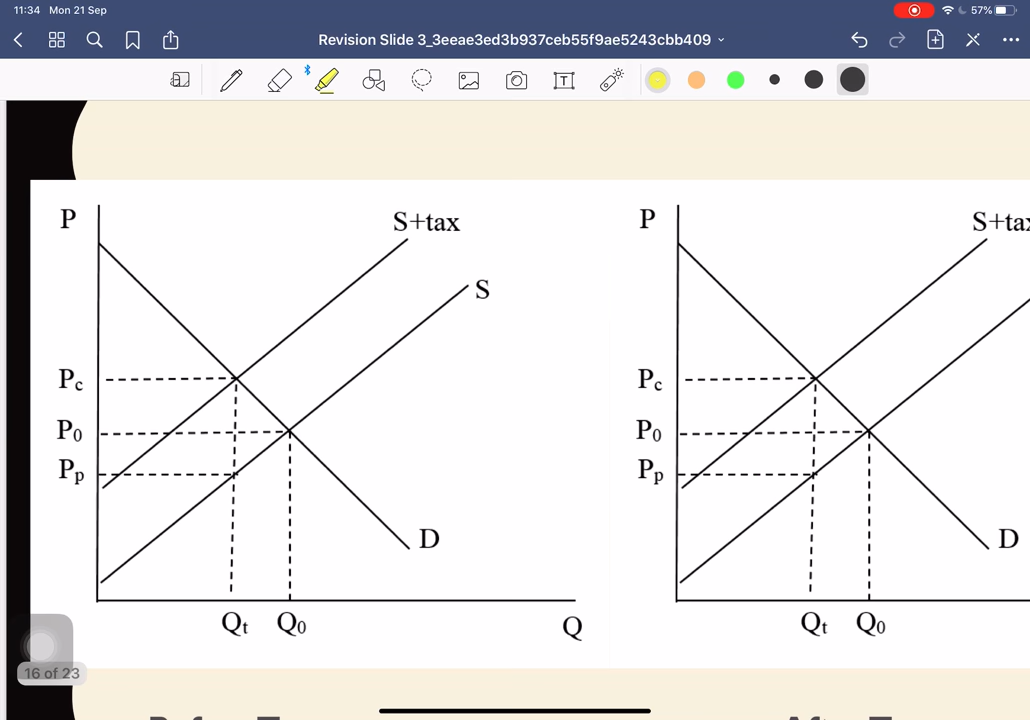 11:34 Mon 21 Sep
57%
Revision Slide 3_3eeae3ed3b937ceb55f9ae5243cbb409
T
P
S+tax
S
Pc
P0
Pp
D
Qt Q0
Q
P
S+tax
Pc
P0
Pp
D
Qt Q0
16 of 23